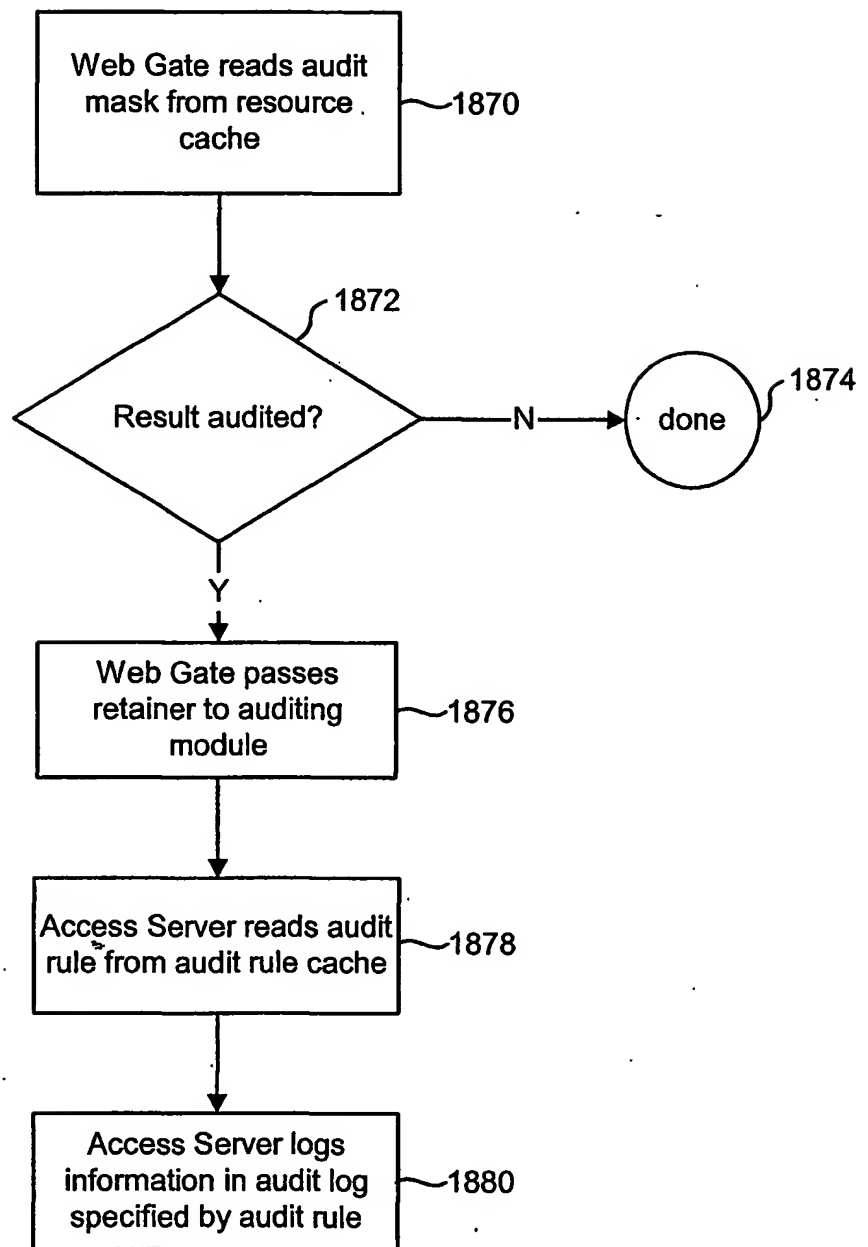 Web Gate reads audit
mask from resource
cache
1870
1872
Result audited?
N
done
1874
Y
Web Gate passes
retainer to auditing
module
1876
Access Server reads audit
rule from audit rule cache
1878
Access Server logs
information in audit log
specified by audit rule
1880